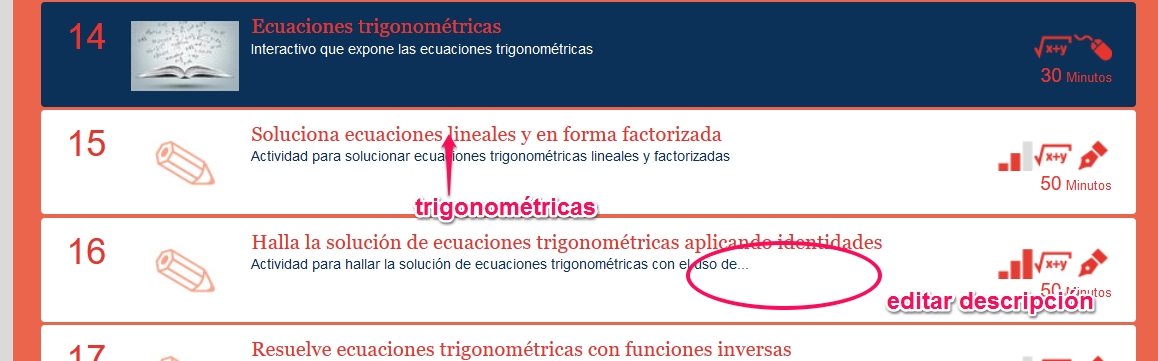 14
Ecuaciones trigonométricas
Interactivo que expone las ecuaciones trigonométricas
√x+y
30 Minutos
15
Soluciona ecuaciones lineales y en forma factorizada
Actividad para solucionar ecuaciones trigonométricas lineales y factorizadas
√x+y
50 Minutos
trigonométricas
16
Halla la solución de ecuaciones trigonométricas aplicando identidades
Actividad para hallar la solución de ecuaciones trigonométricas con el uso de...
√x+y
50 Minutos
editar descripción
17
Resuelve ecuaciones trigonométricas con funciones inversas